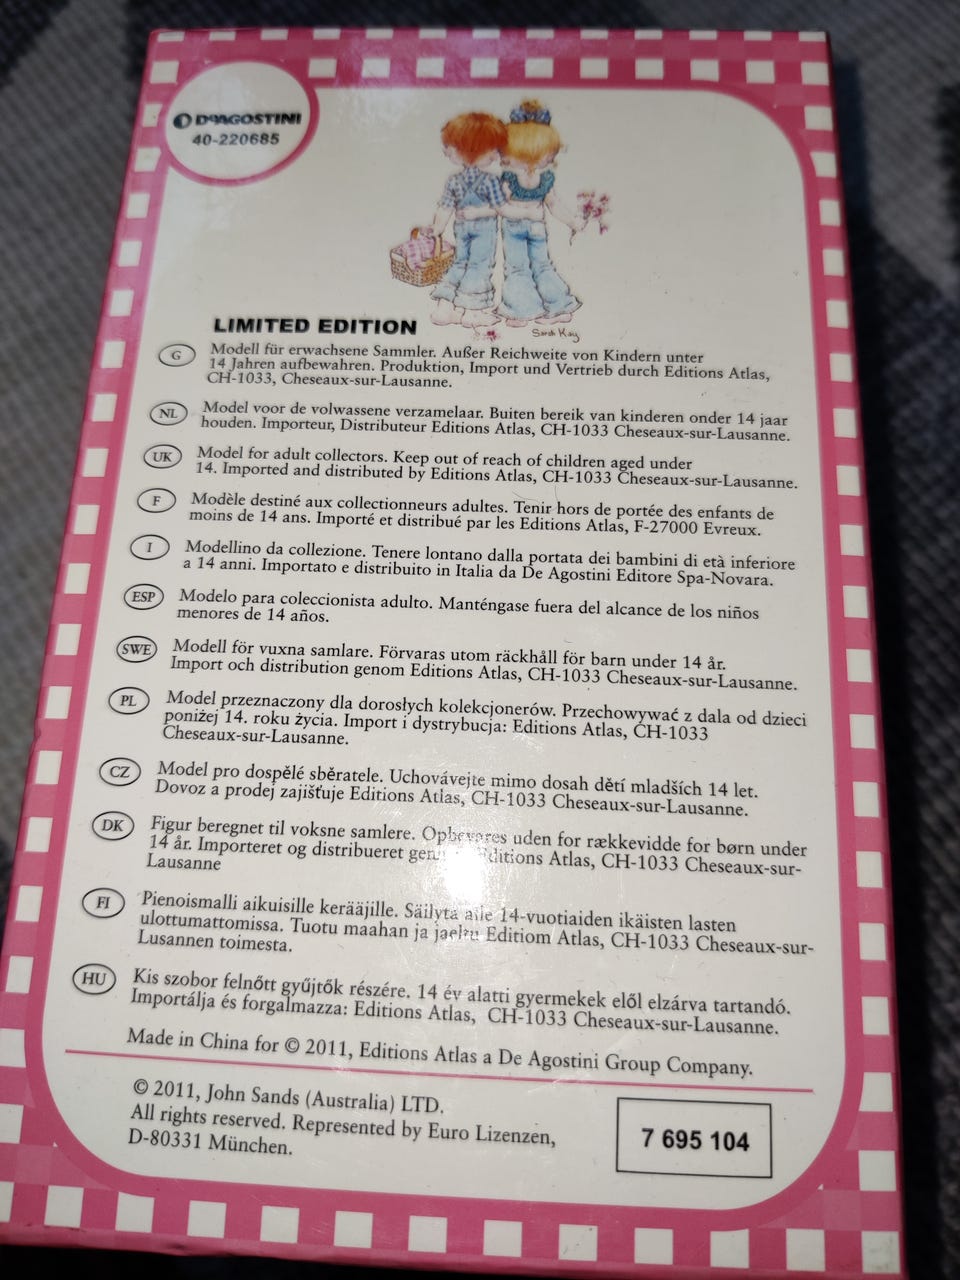 DeAGOSTINI
40-220685
Sarah Kay
LIMITED EDITION
G Modell für erwachsene Sammler. Außer Reichweite von Kindern unter
14 Jahren aufbewahren. Produktion, Import und Vertrieb durch Editions Atlas,
CH-1033, Cheseaux-sur-Lausanne.
NL Model voor de volwassene verzamelaar. Buiten bereik van kinderen onder 14 jaar
houden. Importeur, Distributeur Editions Atlas, CH-1033 Cheseaux-sur-Lausanne.
UK Model for adult collectors. Keep out of reach of children aged under
14. Imported and distributed by Editions Atlas, CH-1033 Cheseaux-sur-Lausanne.
F Modèle destiné aux collectionneurs adultes. Tenir hors de portée des enfants de
moins de 14 ans. Importé et distribué par les Editions Atlas, F-27000 Evreux.
I Modellino da collezione. Tenere lontano dalla portata dei bambini di età inferiore
a 14 anni. Importato e distribuito in Italia da De Agostini Editore Spa-Novara.
ESP Modelo para coleccionista adulto. Manténgase fuera del alcance de los niños
menores de 14 años.
SWE Modell för vuxna samlare. Förvaras utom räckhåll för barn under 14 år.
Import och distribution genom Editions Atlas, CH-1033 Cheseaux-sur-Lausanne.
PL Model przeznaczony dla dorosłych kolekcjonerów. Przechowywać z dala od dzieci
poniżej 14. roku życia. Import i dystrybucja: Editions Atlas, CH-1033
Cheseaux-sur-Lausanne.
CZ Model pro dospělé sběratele. Uchovávejte mimo dosah dětí mladších 14 let.
Dovoz a prodej zajišťuje Editions Atlas, CH-1033 Cheseaux-sur-Lausanne.
DK Figur beregnet til voksne samlere. Opbevares uden for rækkevidde for børn under
14 år. Importeret og distribueret Editions Atlas, CH-1033 Cheseaux-sur-
Lausanne
FI Pienoismalli aikuisille kerääjille. Säilytä alle 14-vuotiaiden ikäisten lasten
ulottumattomissa. Tuotu maahan ja jaeltu Editiom Atlas, CH-1033 Cheseaux-sur-
Lusannen toimesta.
HU Kis szobor felnőtt gyűjtők részére. 14 év alatti gyermekek elől elzárva tartandó.
Importálja és forgalmazza: Editions Atlas, CH-1033 Cheseaux-sur-Lausanne.
Made in China for © 2011, Editions Atlas a De Agostini Group Company.
© 2011, John Sands (Australia) LTD.
All rights reserved. Represented by Euro Lizenzen,
D-80331 München.
7 695 104